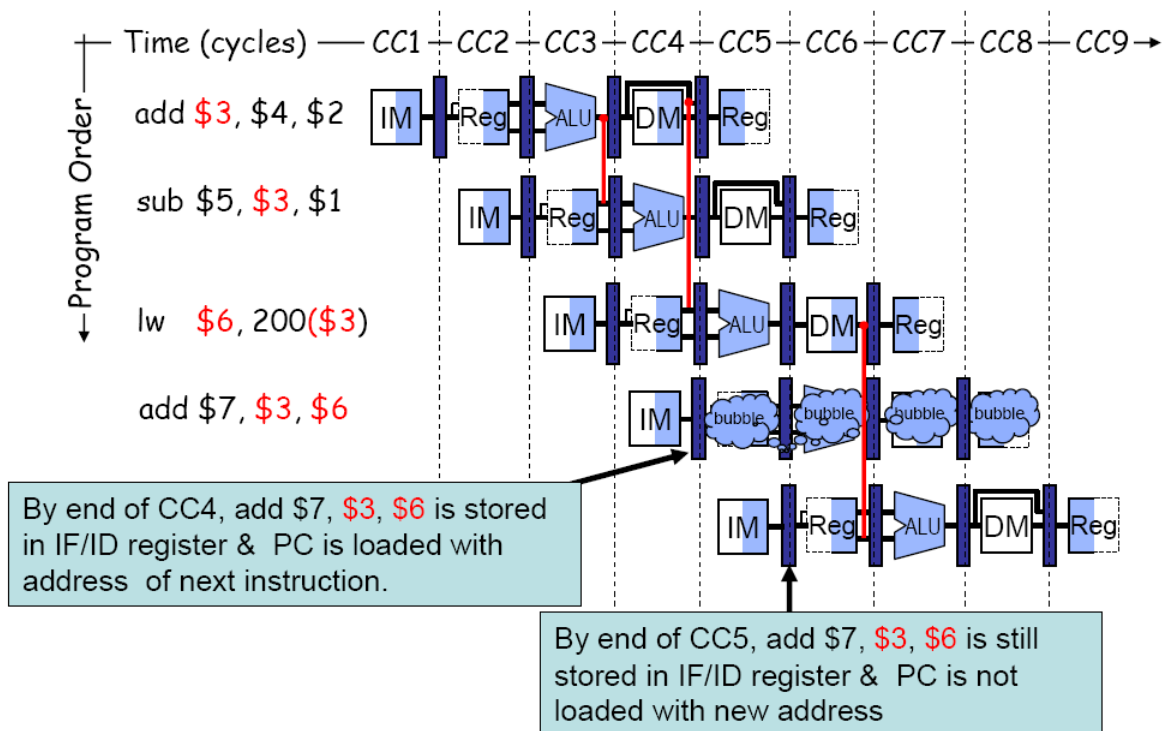 Time (cycles) CC1 CC2 CC3 CC4 CC5 CC6 CC7 CC8 CC9
Program Order
add $3, $4, $2
IM Reg ALU DM Reg
sub $5, $3, $1
IM Reg ALU DM Reg
lw $6, 200($3)
IM Reg ALU DM Reg
add $7, $3, $6
IM bubble bubble bubble bubble
IM Reg ALU DM Reg
By end of CC4, add $7, $3, $6 is stored
in IF/ID register & PC is loaded with
address of next instruction.
By end of CC5, add $7, $3, $6 is still
stored in IF/ID register & PC is not
loaded with new address